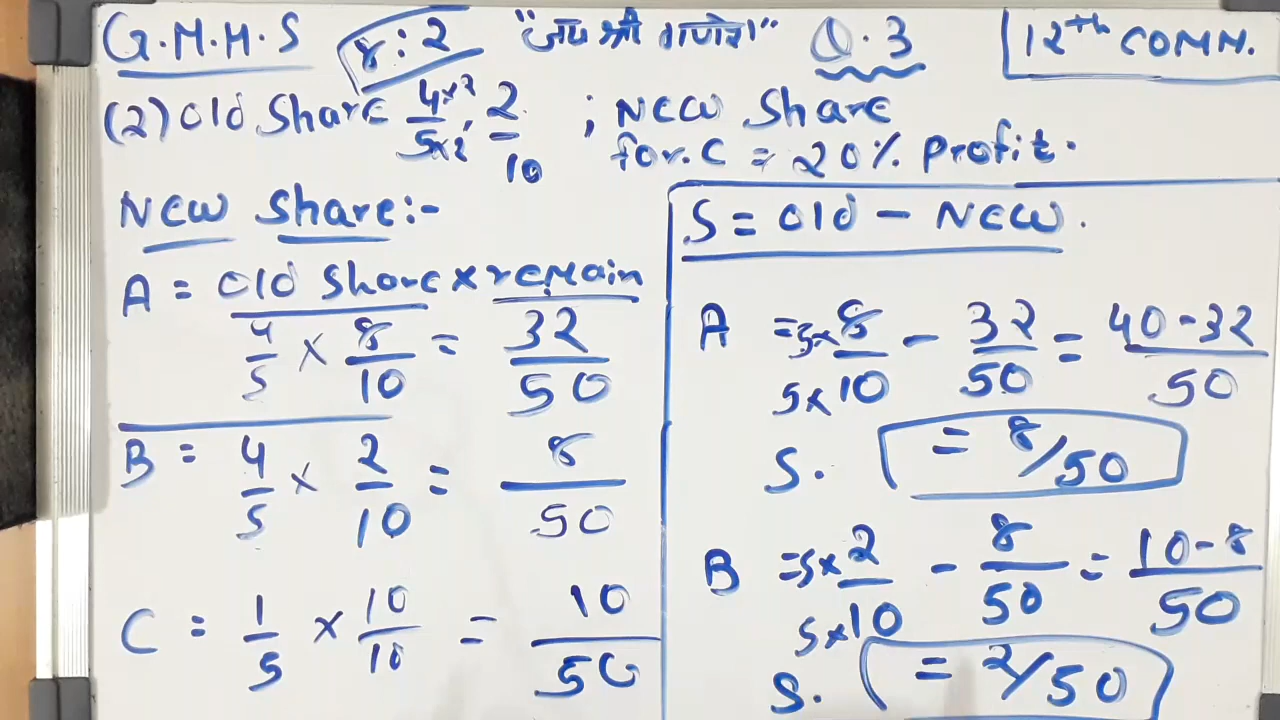 G.M.H.S 8:2 "जय श्री गणेश" Q.3 12th COMM.
(2) Old Share 4×2/5×2, 2/10 ; New Share
for.C = 20% Profit.
New Share:-
A = Old Share × remain
4/5 × 8/10 = 32/50
B = 4/5 × 2/10 = 8/50
C = 1/5 × 10/10 = 10/50
S = Old - New.
A = 5×8/5×10 - 32/50 = 40-32/50
S. = 8/50
B = 5×2/5×10 - 8/50 = 10-8/50
S. = 2/50